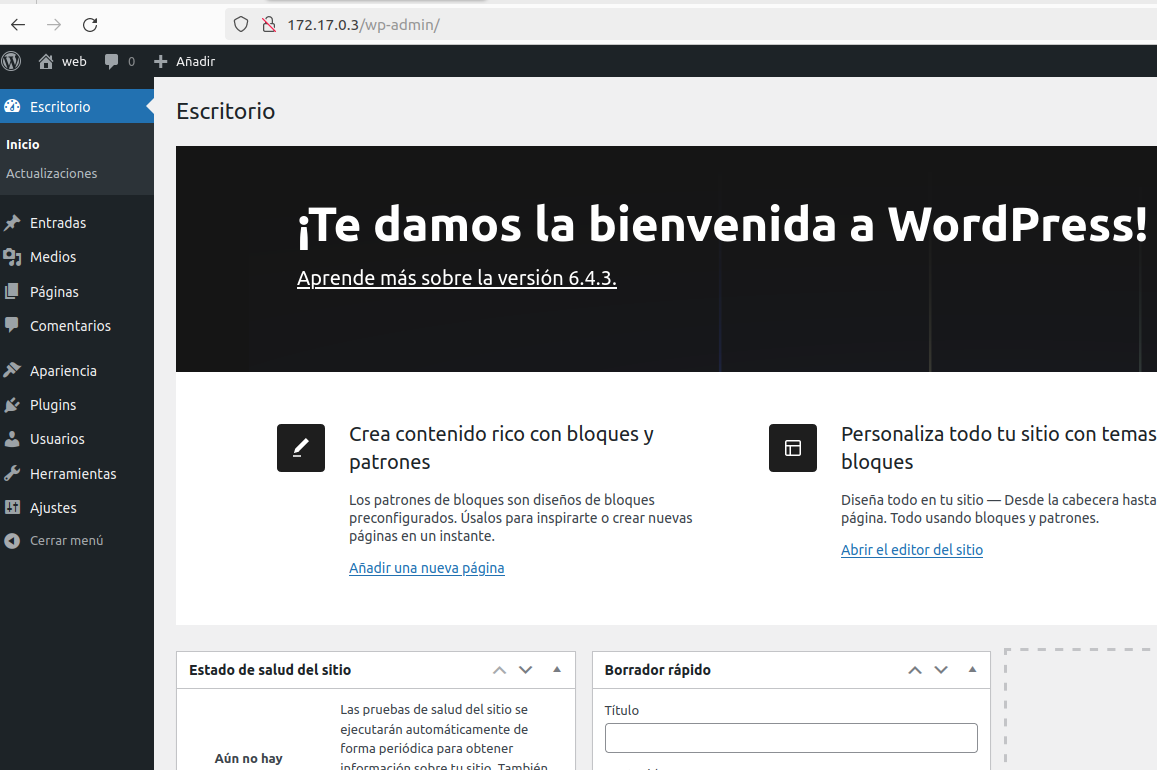 172.17.0.3/wp-admin/
web 0 Añadir
Escritorio
Inicio
Actualizaciones
Entradas
Medios
Páginas
Comentarios
Apariencia
Plugins
Usuarios
Herramientas
Ajustes
Cerrar menú
Escritorio
¡Te damos la bienvenida a WordPress!
Aprende más sobre la versión 6.4.3.
Crea contenido rico con bloques y
patrones
Los patrones de bloques son diseños de bloques
preconfigurados. Úsalos para inspirarte o crear nuevas
páginas en un instante.
Añadir una nueva página
Personaliza todo tu sitio con temas
bloques
Diseña todo en tu sitio — Desde la cabecera hasta
página. Todo usando bloques y patrones.
Abrir el editor del sitio
Estado de salud del sitio
Aún no hay
Las pruebas de salud del sitio se
ejecutarán automáticamente de
forma periódica para obtener
información sobre tu sitio. También
Borrador rápido
Título